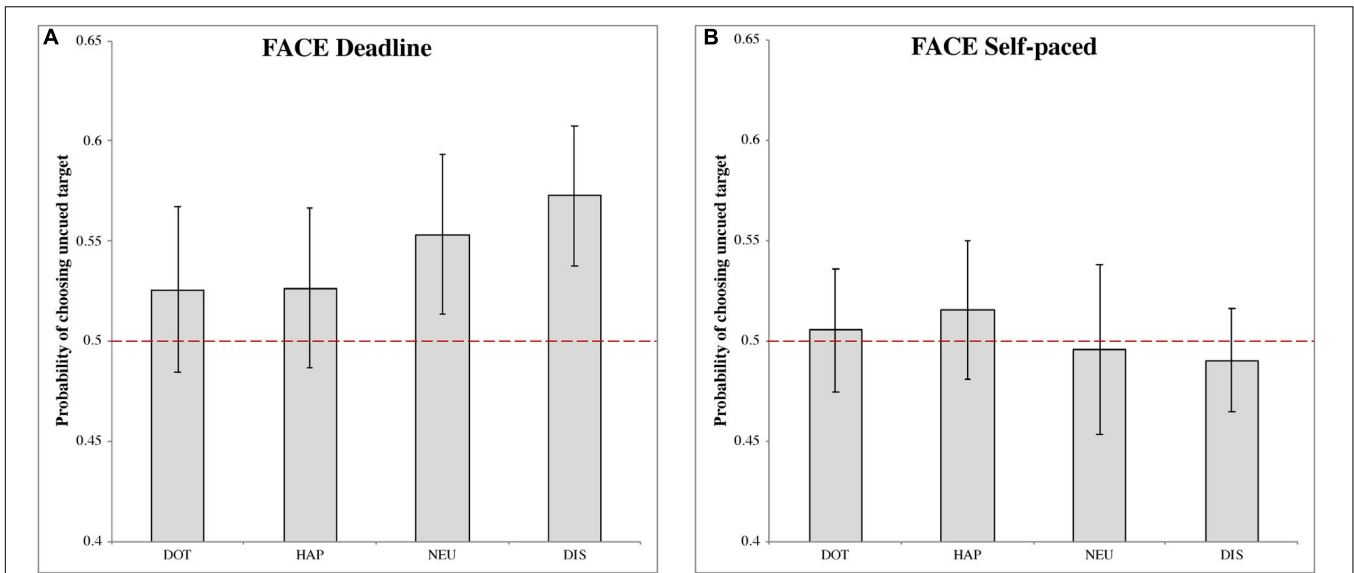 A
FACE Deadline
Probability of choosing uncued target
0.65
0.6
0.55
0.5
0.45
0.4
DOT HAP NEU DIS
B
FACE Self-paced
Probability of choosing uncued target
0.65
0.6
0.55
0.5
0.45
0.4
DOT HAP NEU DIS